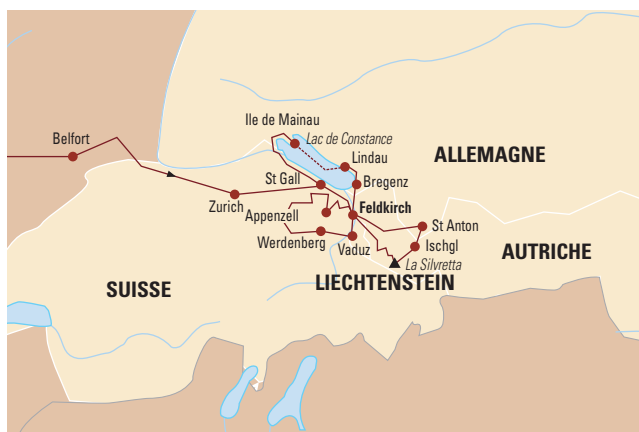 Ile de Mainau
Belfort
Lac de Constance
Lindau
ALLEMAGNE
St Gall
Bregenz
Zurich
Appenzell
Feldkirch
St Anton
Werdenberg
Vaduz
Ischgl
AUTRICHE
La Silvretta
SUISSE
LIECHTENSTEIN